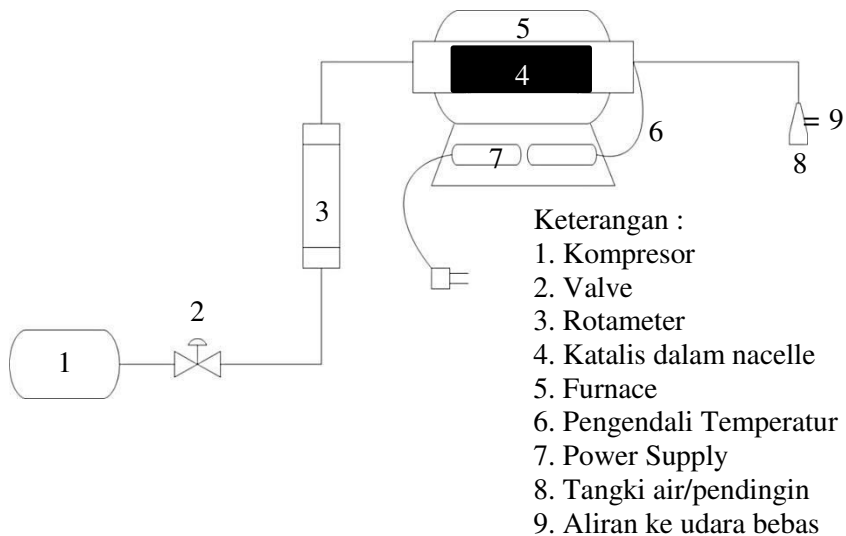 5
4
6
= 9
7
8
3
2
1
Keterangan :
1. Kompresor
2. Valve
3. Rotameter
4. Katalis dalam nacelle
5. Furnace
6. Pengendali Temperatur
7. Power Supply
8. Tangki air/pendingin
9. Aliran ke udara bebas